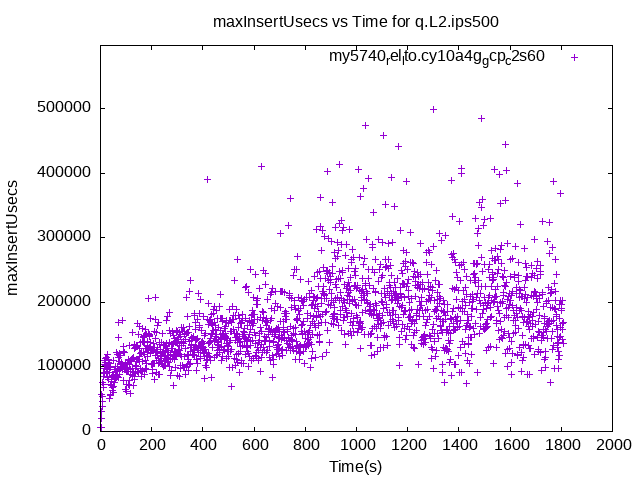 maxInsertUsecs vs Time for q.L2.ips500
my5740relito.cy10a4ggcpc2s60
500000
400000
300000
200000
100000
0
maxInsertUsecs
0 200 400 600 800 1000 1200 1400 1600 1800 2000
Time(s)